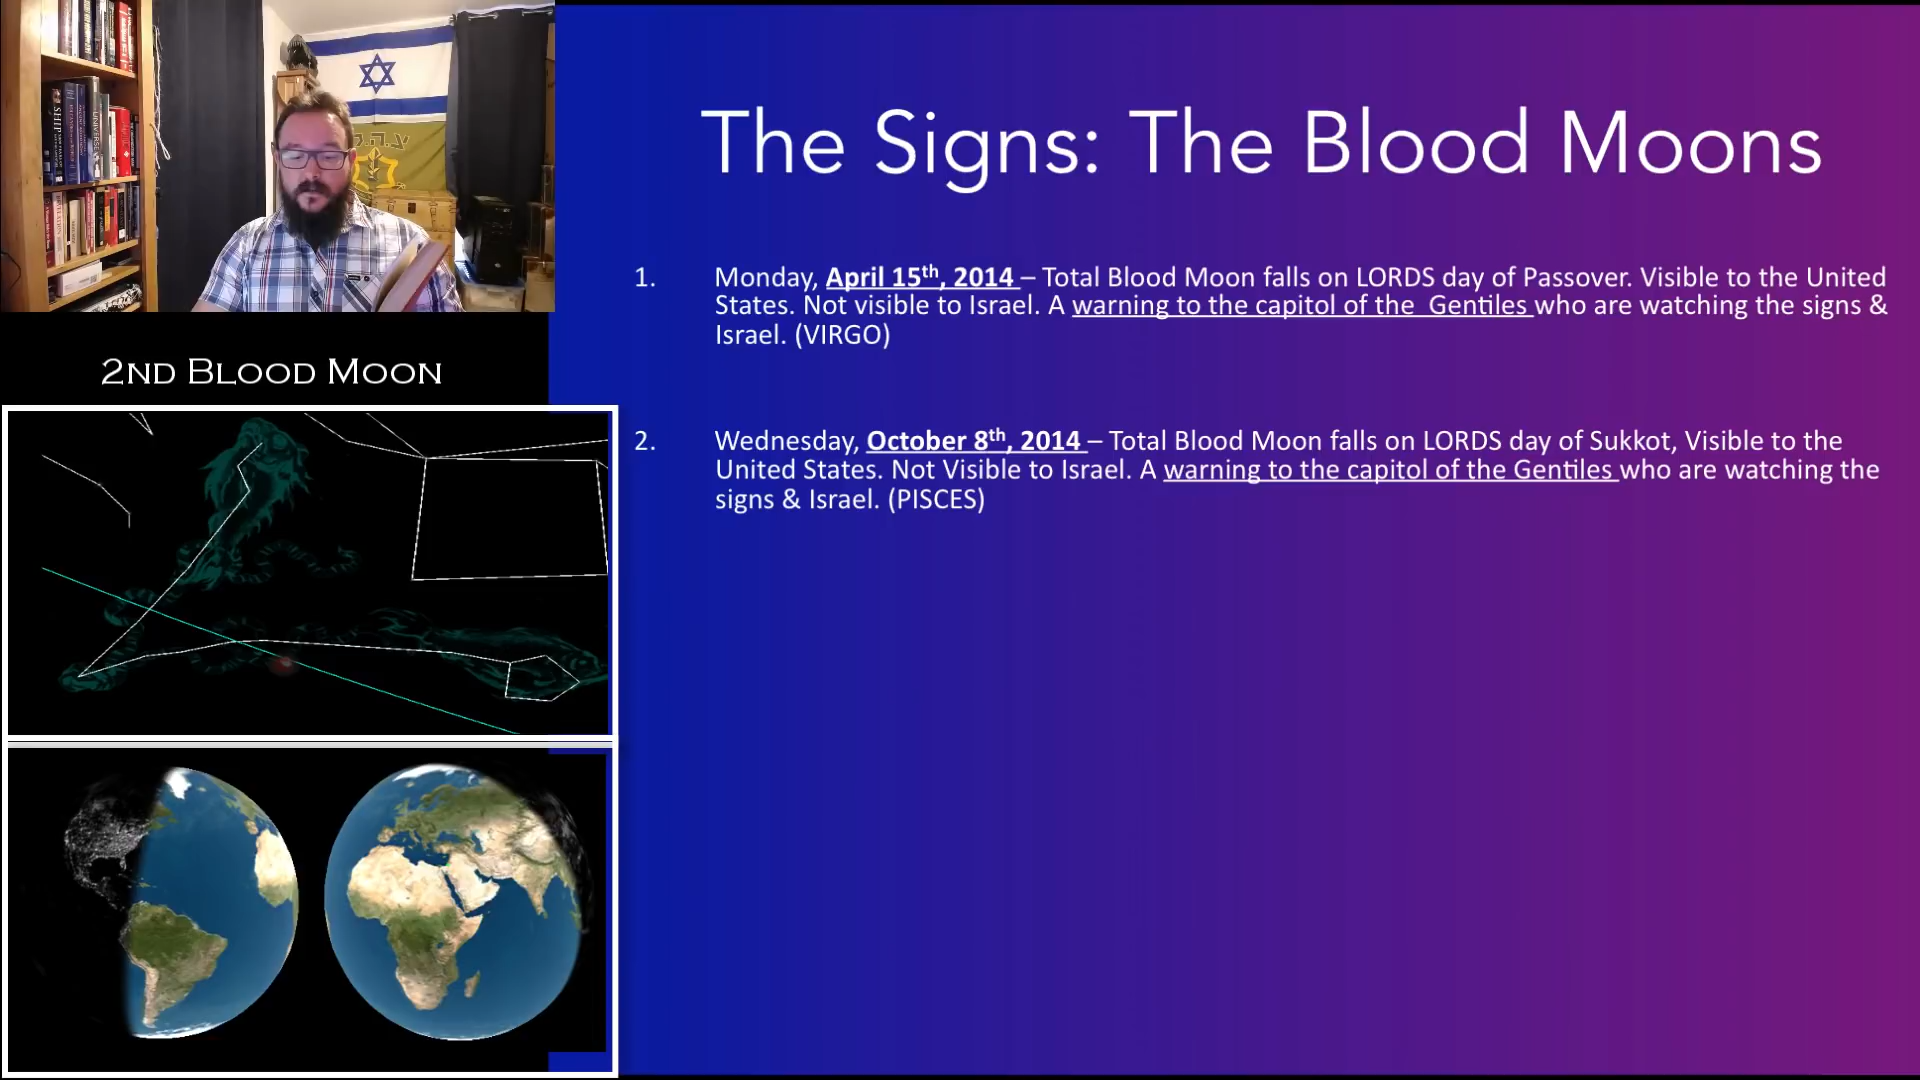 The Signs: The Blood Moons
1. Monday, April 15th, 2014 – Total Blood Moon falls on LORDS day of Passover. Visible to the United
States. Not visible to Israel. A warning to the capitol of the Gentiles who are watching the signs &
Israel. (VIRGO)
2. Wednesday, October 8th, 2014 – Total Blood Moon falls on LORDS day of Sukkot, Visible to the
United States. Not Visible to Israel. A warning to the capitol of the Gentiles who are watching the
signs & Israel. (PISCES)
2ND BLOOD MOON
SHIP
UNIVERSE